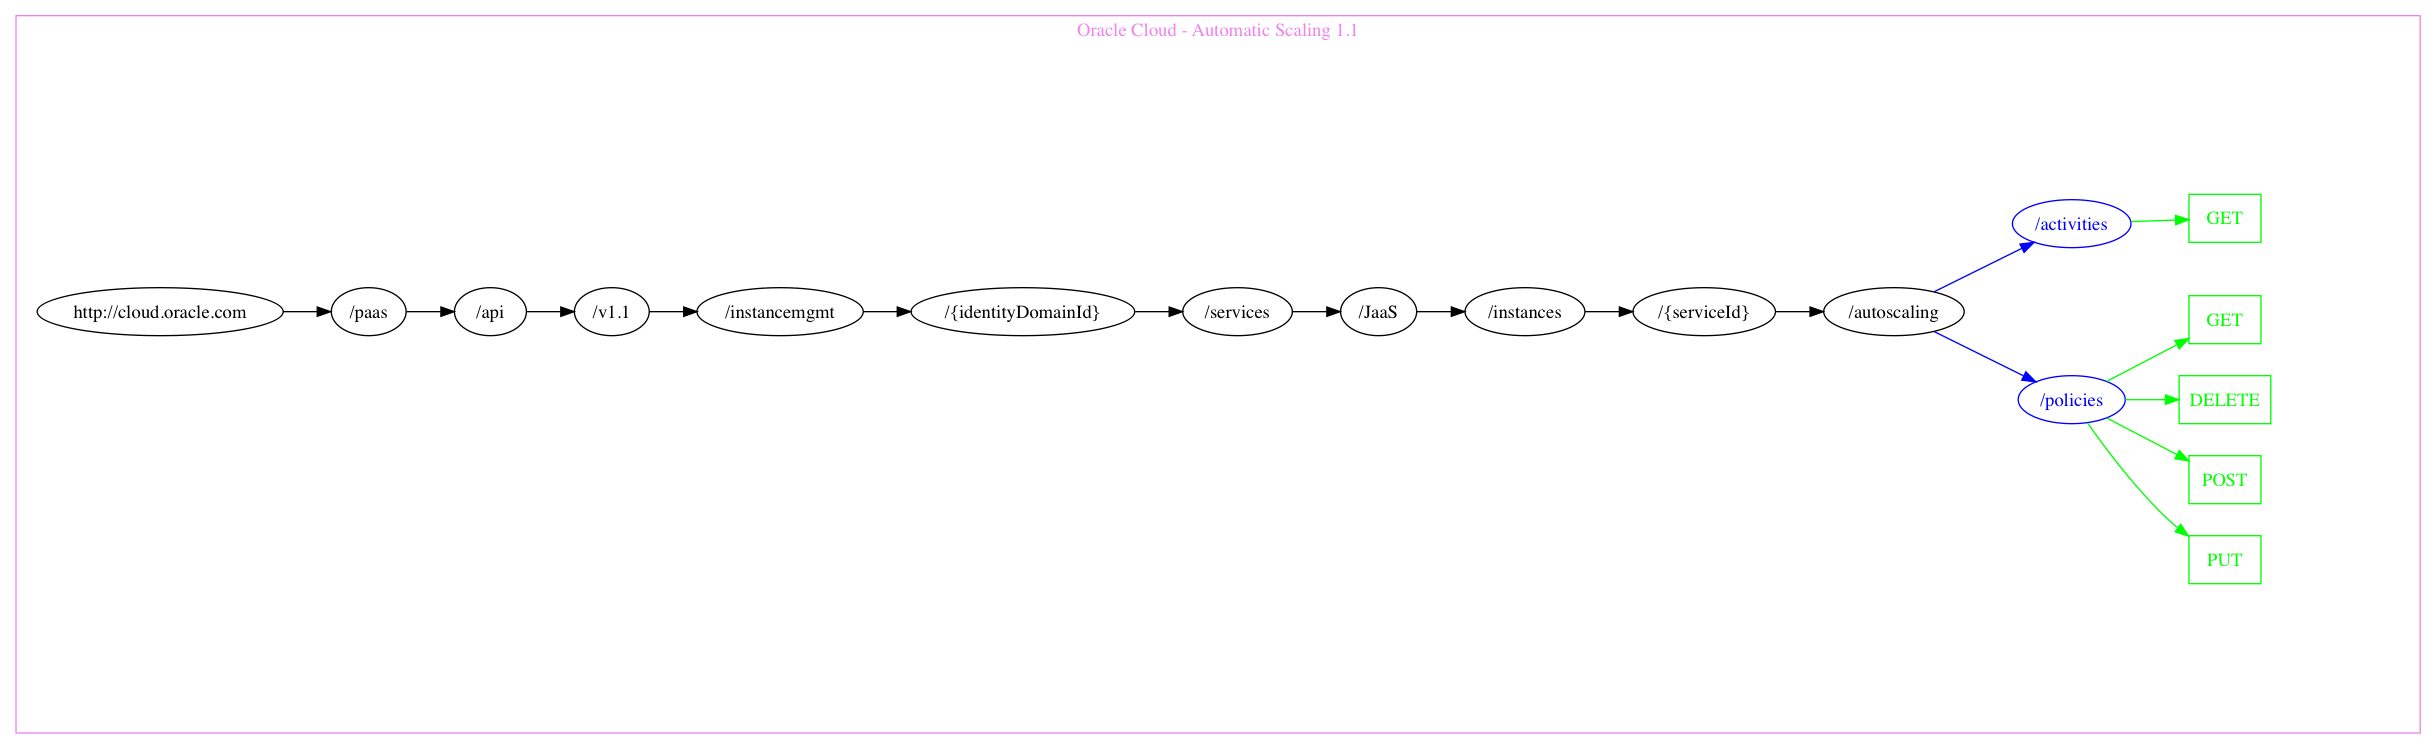 Oracle Cloud - Automatic Scaling 1.1
http://cloud.oracle.com
/paas
/api
/v1.1
/instancemgmt
/{identityDomainId}
/services
/JaaS
/instances
/{serviceId}
/autoscaling
/activities
GET
/policies
GET
DELETE
POST
PUT